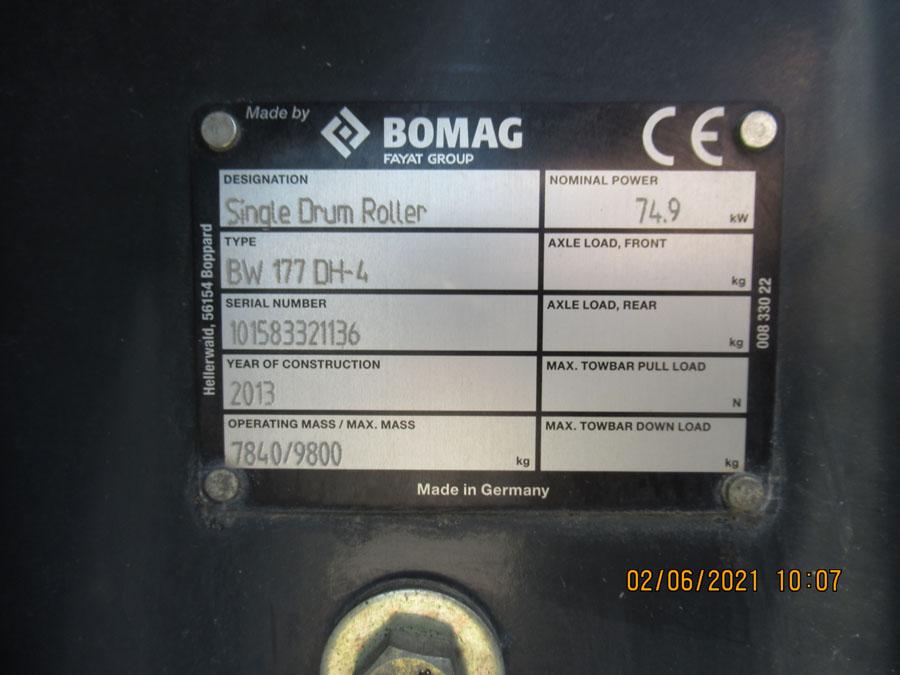 Made by
BOMAG
FAYAT GROUP
CE
DESIGNATION
Single Drum Roller
NOMINAL POWER
74.9 kW
TYPE
BW 177 DH-4
AXLE LOAD, FRONT
kg
SERIAL NUMBER
101583321136
AXLE LOAD, REAR
kg
YEAR OF CONSTRUCTION
2013
MAX. TOWBAR PULL LOAD
N
OPERATING MASS / MAX. MASS
7840/9800 kg
MAX. TOWBAR DOWN LOAD
kg
Hellerwald, 56154 Boppard
008 330 22
Made in Germany
02/06/2021 10:07